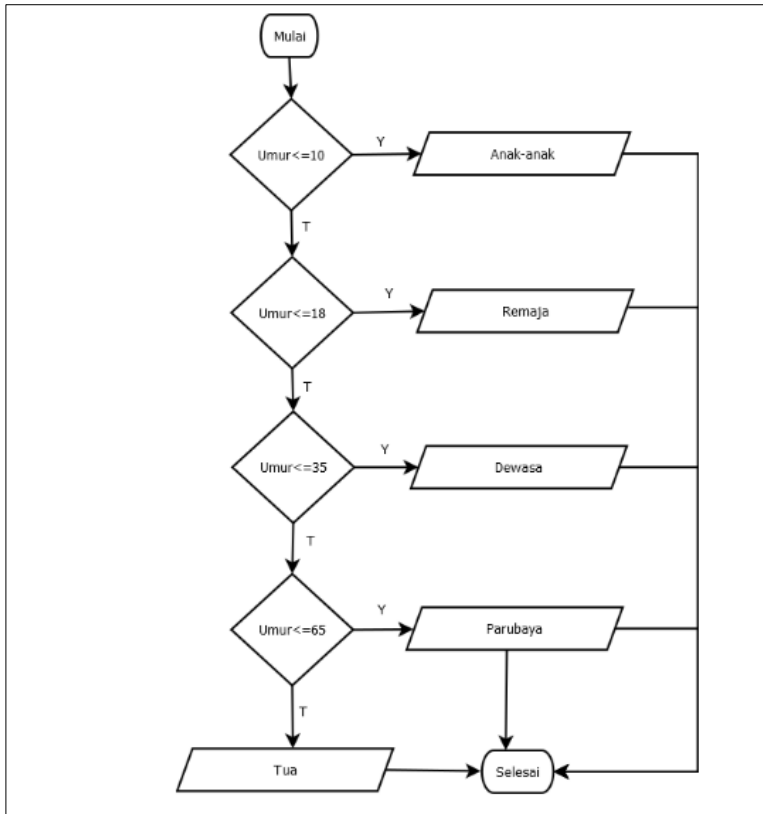 Mulai
Umur<=10
Y
Anak-anak
T
Umur<=18
Y
Remaja
T
Umur<=35
Y
Dewasa
T
Umur<=65
Y
Parubaya
T
Tua
Selesai